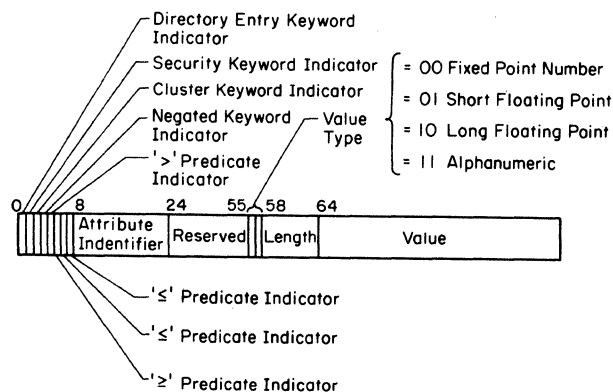 Directory Entry Keyword
Indicator
Security Keyword Indicator
Cluster Keyword Indicator
Negated Keyword
Indicator
'>' Predicate
Indicator
Value
Type
= 00 Fixed Point Number
= 01 Short Floating Point
= 10 Long Floating Point
= 11 Alphanumeric
0 8 24 55 58 64
Attribute
Indentifier
Reserved
Length
Value
'≤' Predicate Indicator
'≤' Predicate Indicator
'≥' Predicate Indicator